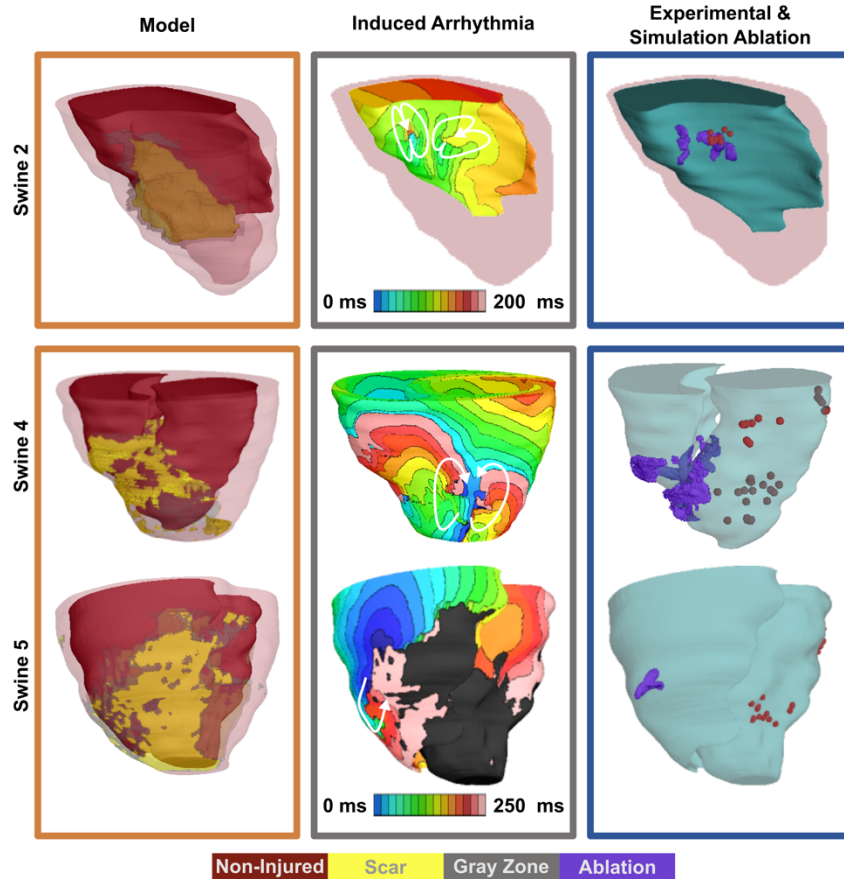 Model
Induced Arrhythmia
Experimental &
Simulation Ablation
Swine 2
0 ms
200 ms
Swine 4
Swine 5
0 ms
250 ms
Non-Injured
Scar
Gray Zone
Ablation